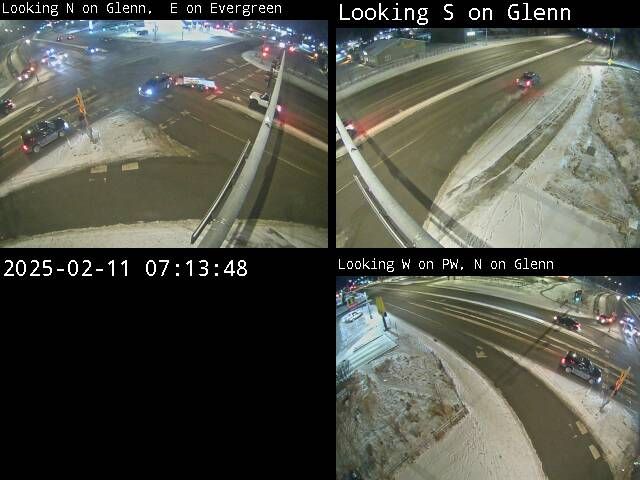 Looking N on Glenn,  E on Evergreen
Looking S on Glenn
2025-02-11 07:13:48
Looking W on PW, N on Glenn